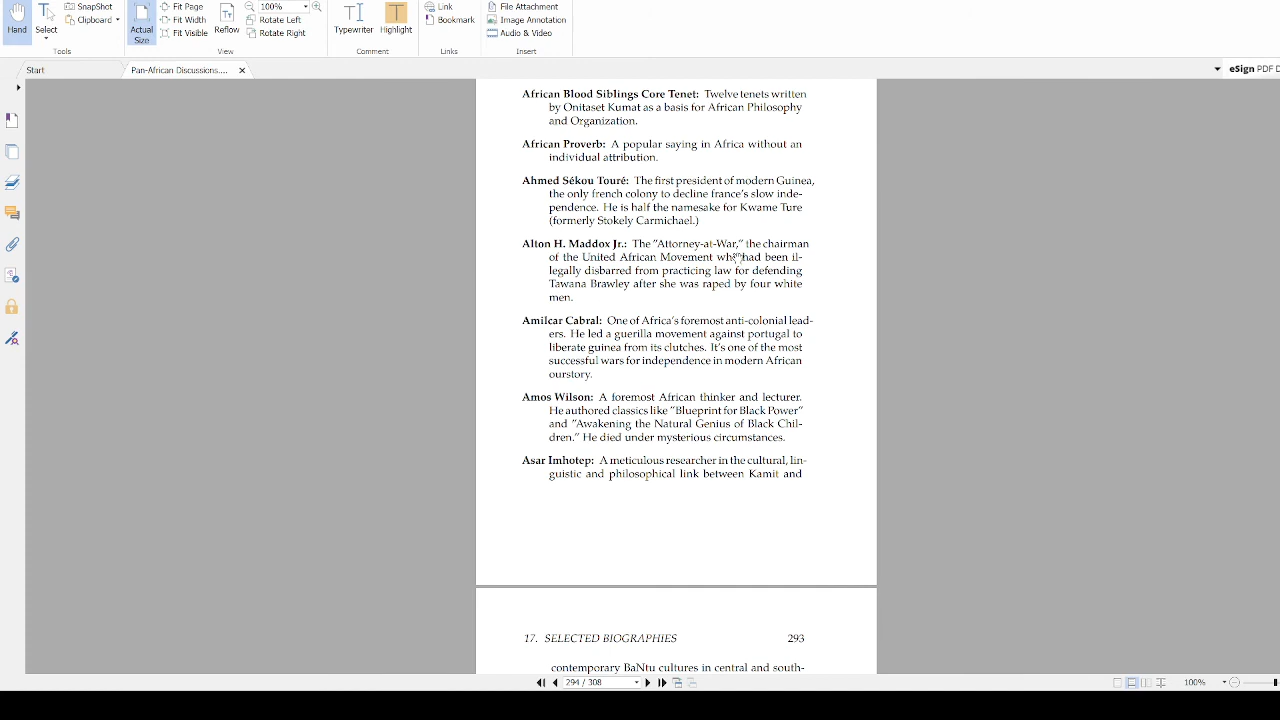 SnapShot
Clipboard
Hand
Select
Tools
Actual
Size
Fit Page
Fit Width
Fit Visible
Reflow
100%
Rotate Left
Rotate Right
View
Typewriter
Highlight
Comment
Link
Bookmark
Links
File Attachment
Image Annotation
Audio & Video
Insert
Start
Pan-African Discussions....
eSign PDF D
African Blood Siblings Core Tenet: Twelve tenets written
by Onitaset Kumat as a basis for African Philosophy
and Organization.
African Proverb: A popular saying in Africa without an
individual attribution.
Ahmed Sékou Touré: The first president of modern Guinea,
the only french colony to decline france's slow inde-
pendence. He is half the namesake for Kwame Ture
(formerly Stokely Carmichael.)
Alton H. Maddox Jr.: The "Attorney-at-War," the chairman
of the United African Movement who had been il-
legally disbarred from practicing law for defending
Tawana Brawley after she was raped by four white
men.
Amilcar Cabral: One of Africa's foremost anti-colonial lead-
ers. He led a guerilla movement against portugal to
liberate guinea from its clutches. It's one of the most
successful wars for independence in modern African
ourstory.
Amos Wilson: A foremost African thinker and lecturer.
He authored classics like "Blueprint for Black Power"
and "Awakening the Natural Genius of Black Chil-
dren." He died under mysterious circumstances.
Asar Imhotep: A meticulous researcher in the cultural, lin-
guistic and philosophical link between Kamit and
17. SELECTED BIOGRAPHIES 293
contemporary BaNtu cultures in central and south-
294 / 308
100%